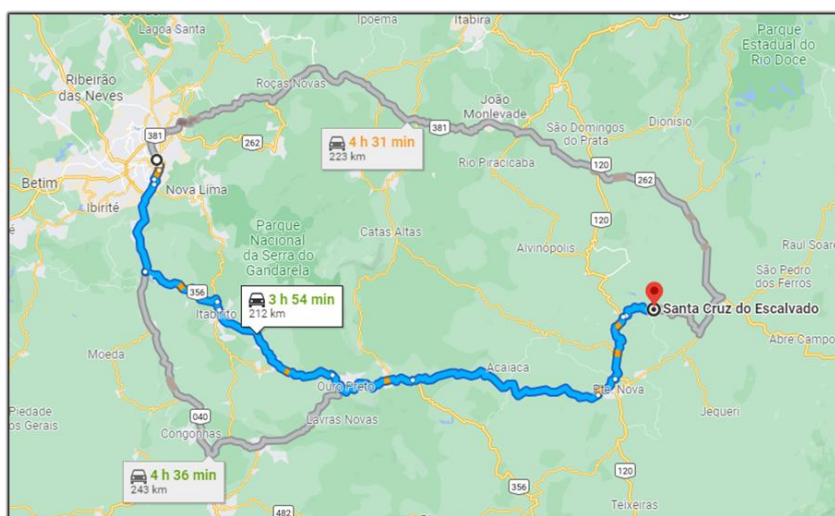 Lagoa Santa
Ipoema
Itabira
Parque
Estadual do
Rio Doce
Ribeirão
das Neves
Roças Novas
381
262
4 h 31 min
223 km
381
João
Monlevade
São Domingos
do Prata
Dionísio
Betim
Ibirité
Nova Lima
Rio Piracicaba
120
262
Parque
Nacional
da Serra do
Gandarela
Catas Altas
120
Alvinópolis
Raul Soare
356
3 h 54 min
212 km
Itabirito
São Pedro
dos Ferros
Santa Cruz do Escalvado
Abre Campo
Moeda
Acaiaca
Ouro Preto
Pte. Nova
Jequeri
Piedade
os Gerais
040
Congonhas
Lavras Novas
4 h 36 min
243 km
482
356
120
Teixeiras